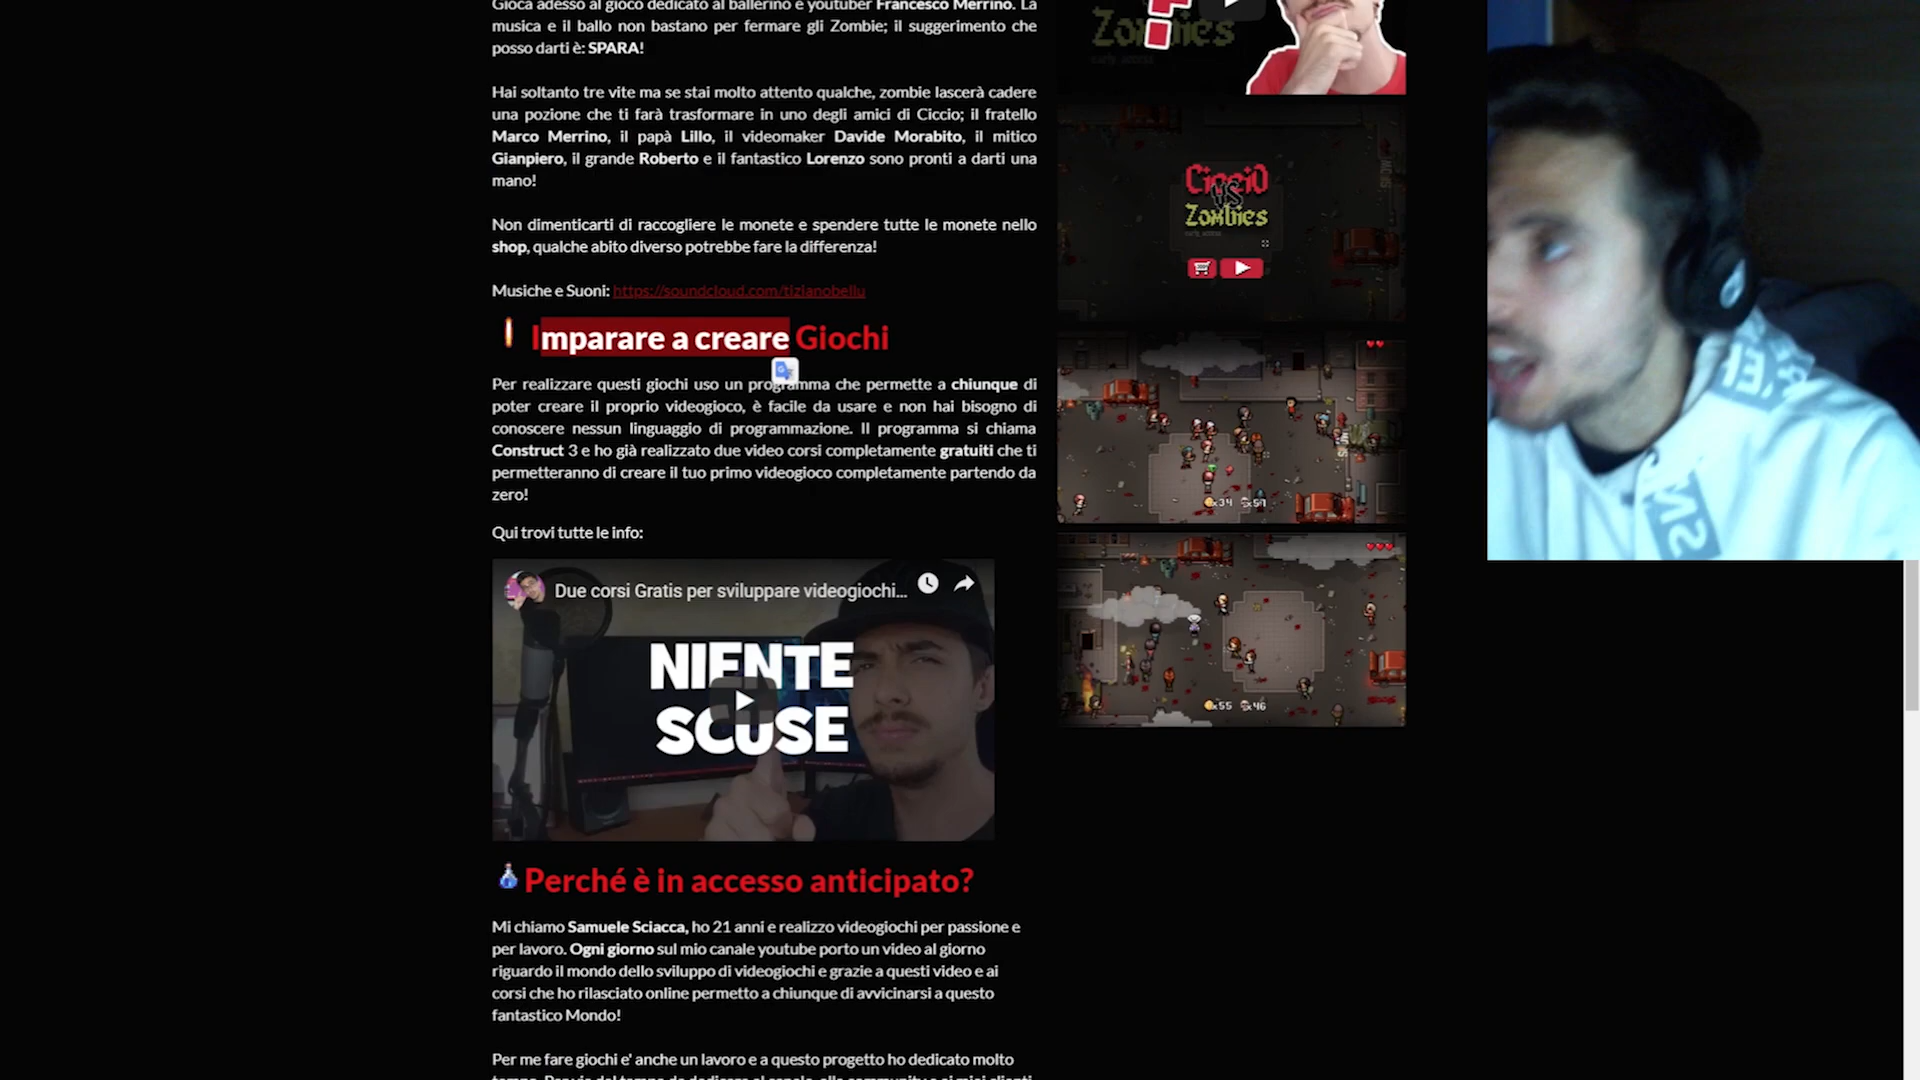 Gioca adesso al gioco dedicato al ballerino e youtuber Francesco Merrino. La
musica e il ballo non bastano per fermare gli Zombie; il suggerimento che
posso darti è: SPARA!
Hai soltanto tre vite ma se stai molto attento qualche, zombie lascerà cadere
una pozione che ti farà trasformare in uno degli amici di Ciccio; il fratello
Marco Merrino, il papà Lillo, il videomaker Davide Morabito, il mitico
Gianpiero, il grande Roberto e il fantastico Lorenzo sono pronti a darti una
mano!
Non dimenticarti di raccogliere le monete e spendere tutte le monete nello
shop, qualche abito diverso potrebbe fare la differenza!
Musiche e Suoni: https://soundcloud.com/tizianobellu
Imparare a creare Giochi
Per realizzare questi giochi uso un programma che permette a chiunque di
poter creare il proprio videogioco, è facile da usare e non hai bisogno di
conoscere nessun linguaggio di programmazione. Il programma si chiama
Construct 3 e ho già realizzato due video corsi completamente gratuiti che ti
permetteranno di creare il tuo primo videogioco completamente partendo da
zero!
Qui trovi tutte le info:
Due corsi Gratis per sviluppare videogiochi...
NIENTE
SCUSE
Perché è in accesso anticipato?
Mi chiamo Samuele Sciacca, ho 21 anni e realizzo videogiochi per passione e
per lavoro. Ogni giorno sul mio canale youtube porto un video al giorno
riguardo il mondo dello sviluppo di videogiochi e grazie a questi video e ai
corsi che ho rilasciato online permetto a chiunque di avvicinarsi a questo
fantastico Mondo!
Per me fare giochi e' anche un lavoro e a questo progetto ho dedicato molto
Zombies
early_access
CicciO
VS
Zombies
early_access
x34 x57
x55 x46